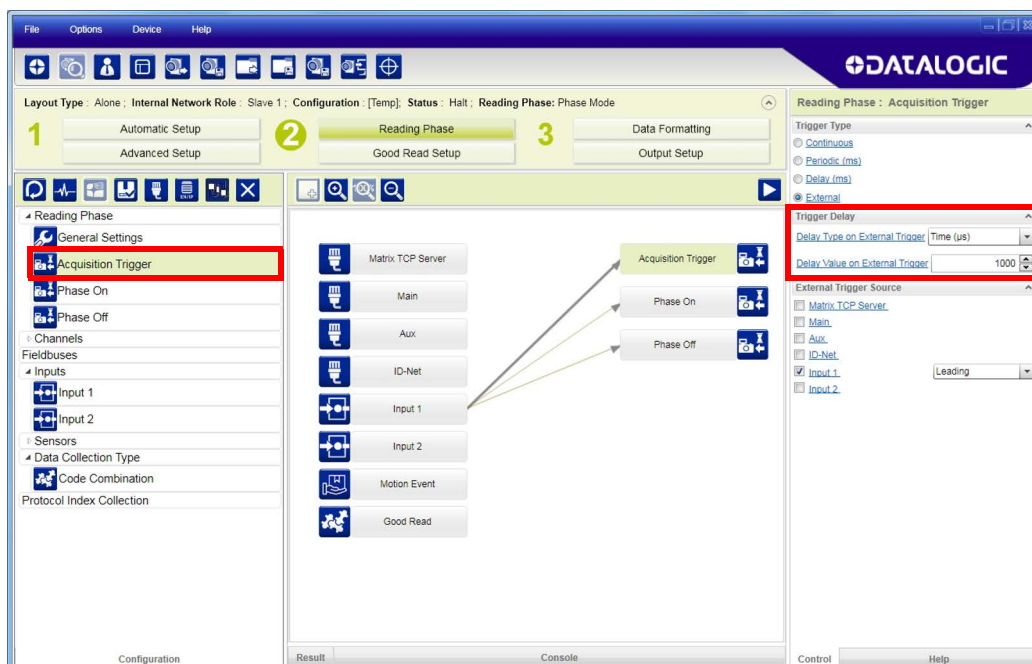 File Options Device Help
DATALOGIC
Layout Type : Alone ; Internal Network Role : Slave 1 ; Configuration : [Temp]; Status : Halt ; Reading Phase: Phase Mode
1 Automatic Setup
Advanced Setup
2 Reading Phase
Good Read Setup
3 Data Formatting
Output Setup
Reading Phase
General Settings
Acquisition Trigger
Phase On
Phase Off
Channels
Fieldbuses
Inputs
Input 1
Input 2
Sensors
Data Collection Type
Code Combination
Protocol Index Collection
Configuration
Matrix TCP Server
Main
Aux
ID-Net
Input 1
Input 2
Motion Event
Good Read
Acquisition Trigger
Phase On
Phase Off
Result Console
Reading Phase : Acquisition Trigger
Trigger Type
Continuous
Periodic (ms)
Delay (ms)
External
Trigger Delay
Delay Type on External Trigger Time (µs)
Delay Value on External Trigger 1000
External Trigger Source
Matrix TCP Server
Main
Aux
ID-Net
Input 1 Leading
Input 2
Control Help